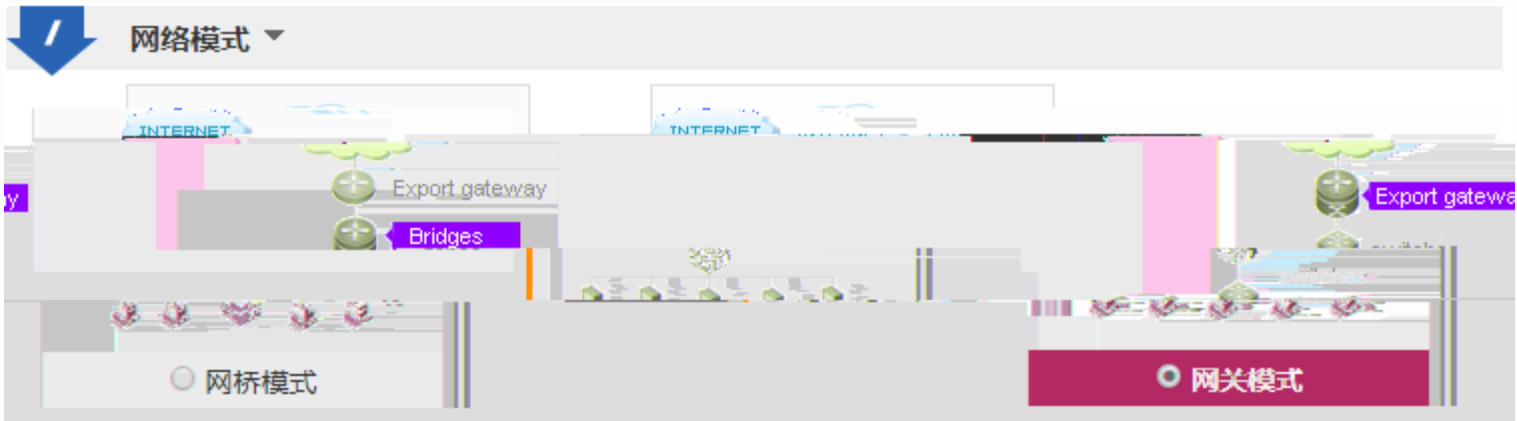 网络模式
INTERNET
INTERNET
Export gateway
Export gatewa
Bridges
网桥模式
网关模式